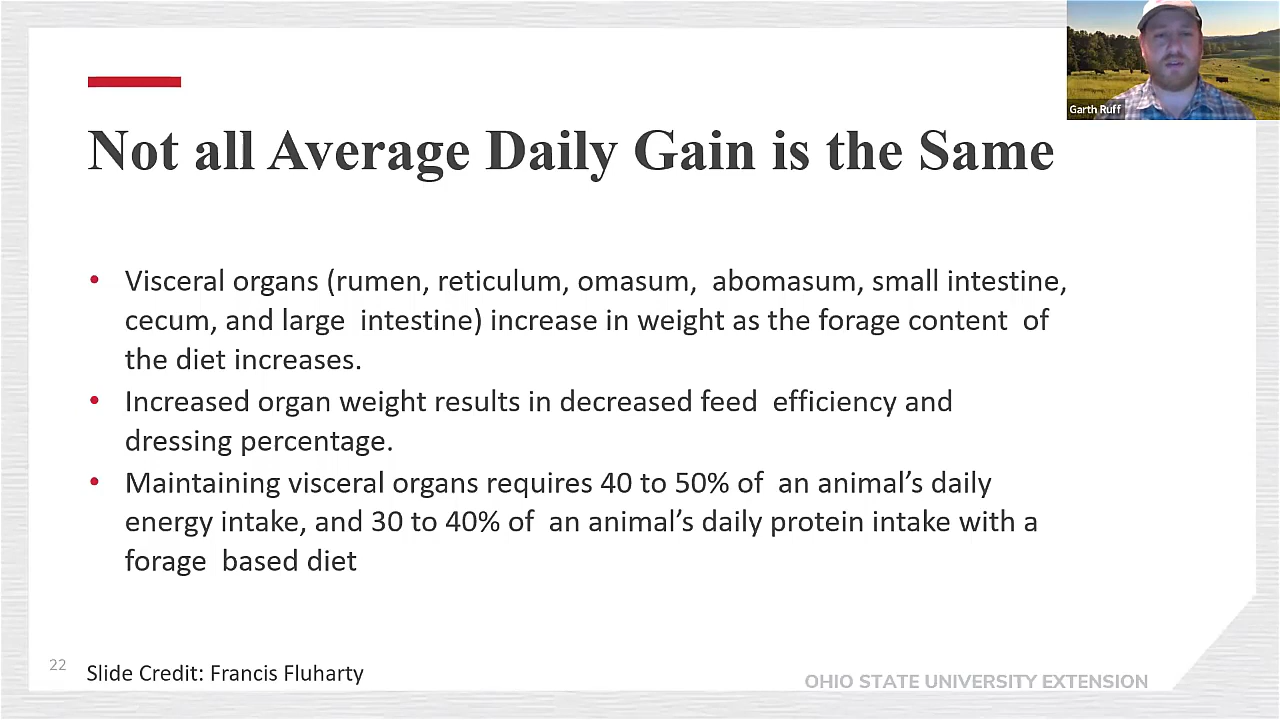 Garth Ruff
Not all Average Daily Gain is the Same
• Visceral organs (rumen, reticulum, omasum,  abomasum, small intestine,
cecum, and large  intestine) increase in weight as the forage content  of
the diet increases.
• Increased organ weight results in decreased feed  efficiency and
dressing percentage.
• Maintaining visceral organs requires 40 to 50% of  an animal’s daily
energy intake, and 30 to 40% of  an animal’s daily protein intake with a
forage  based diet
22
Slide Credit: Francis Fluharty
OHIO STATE UNIVERSITY EXTENSION